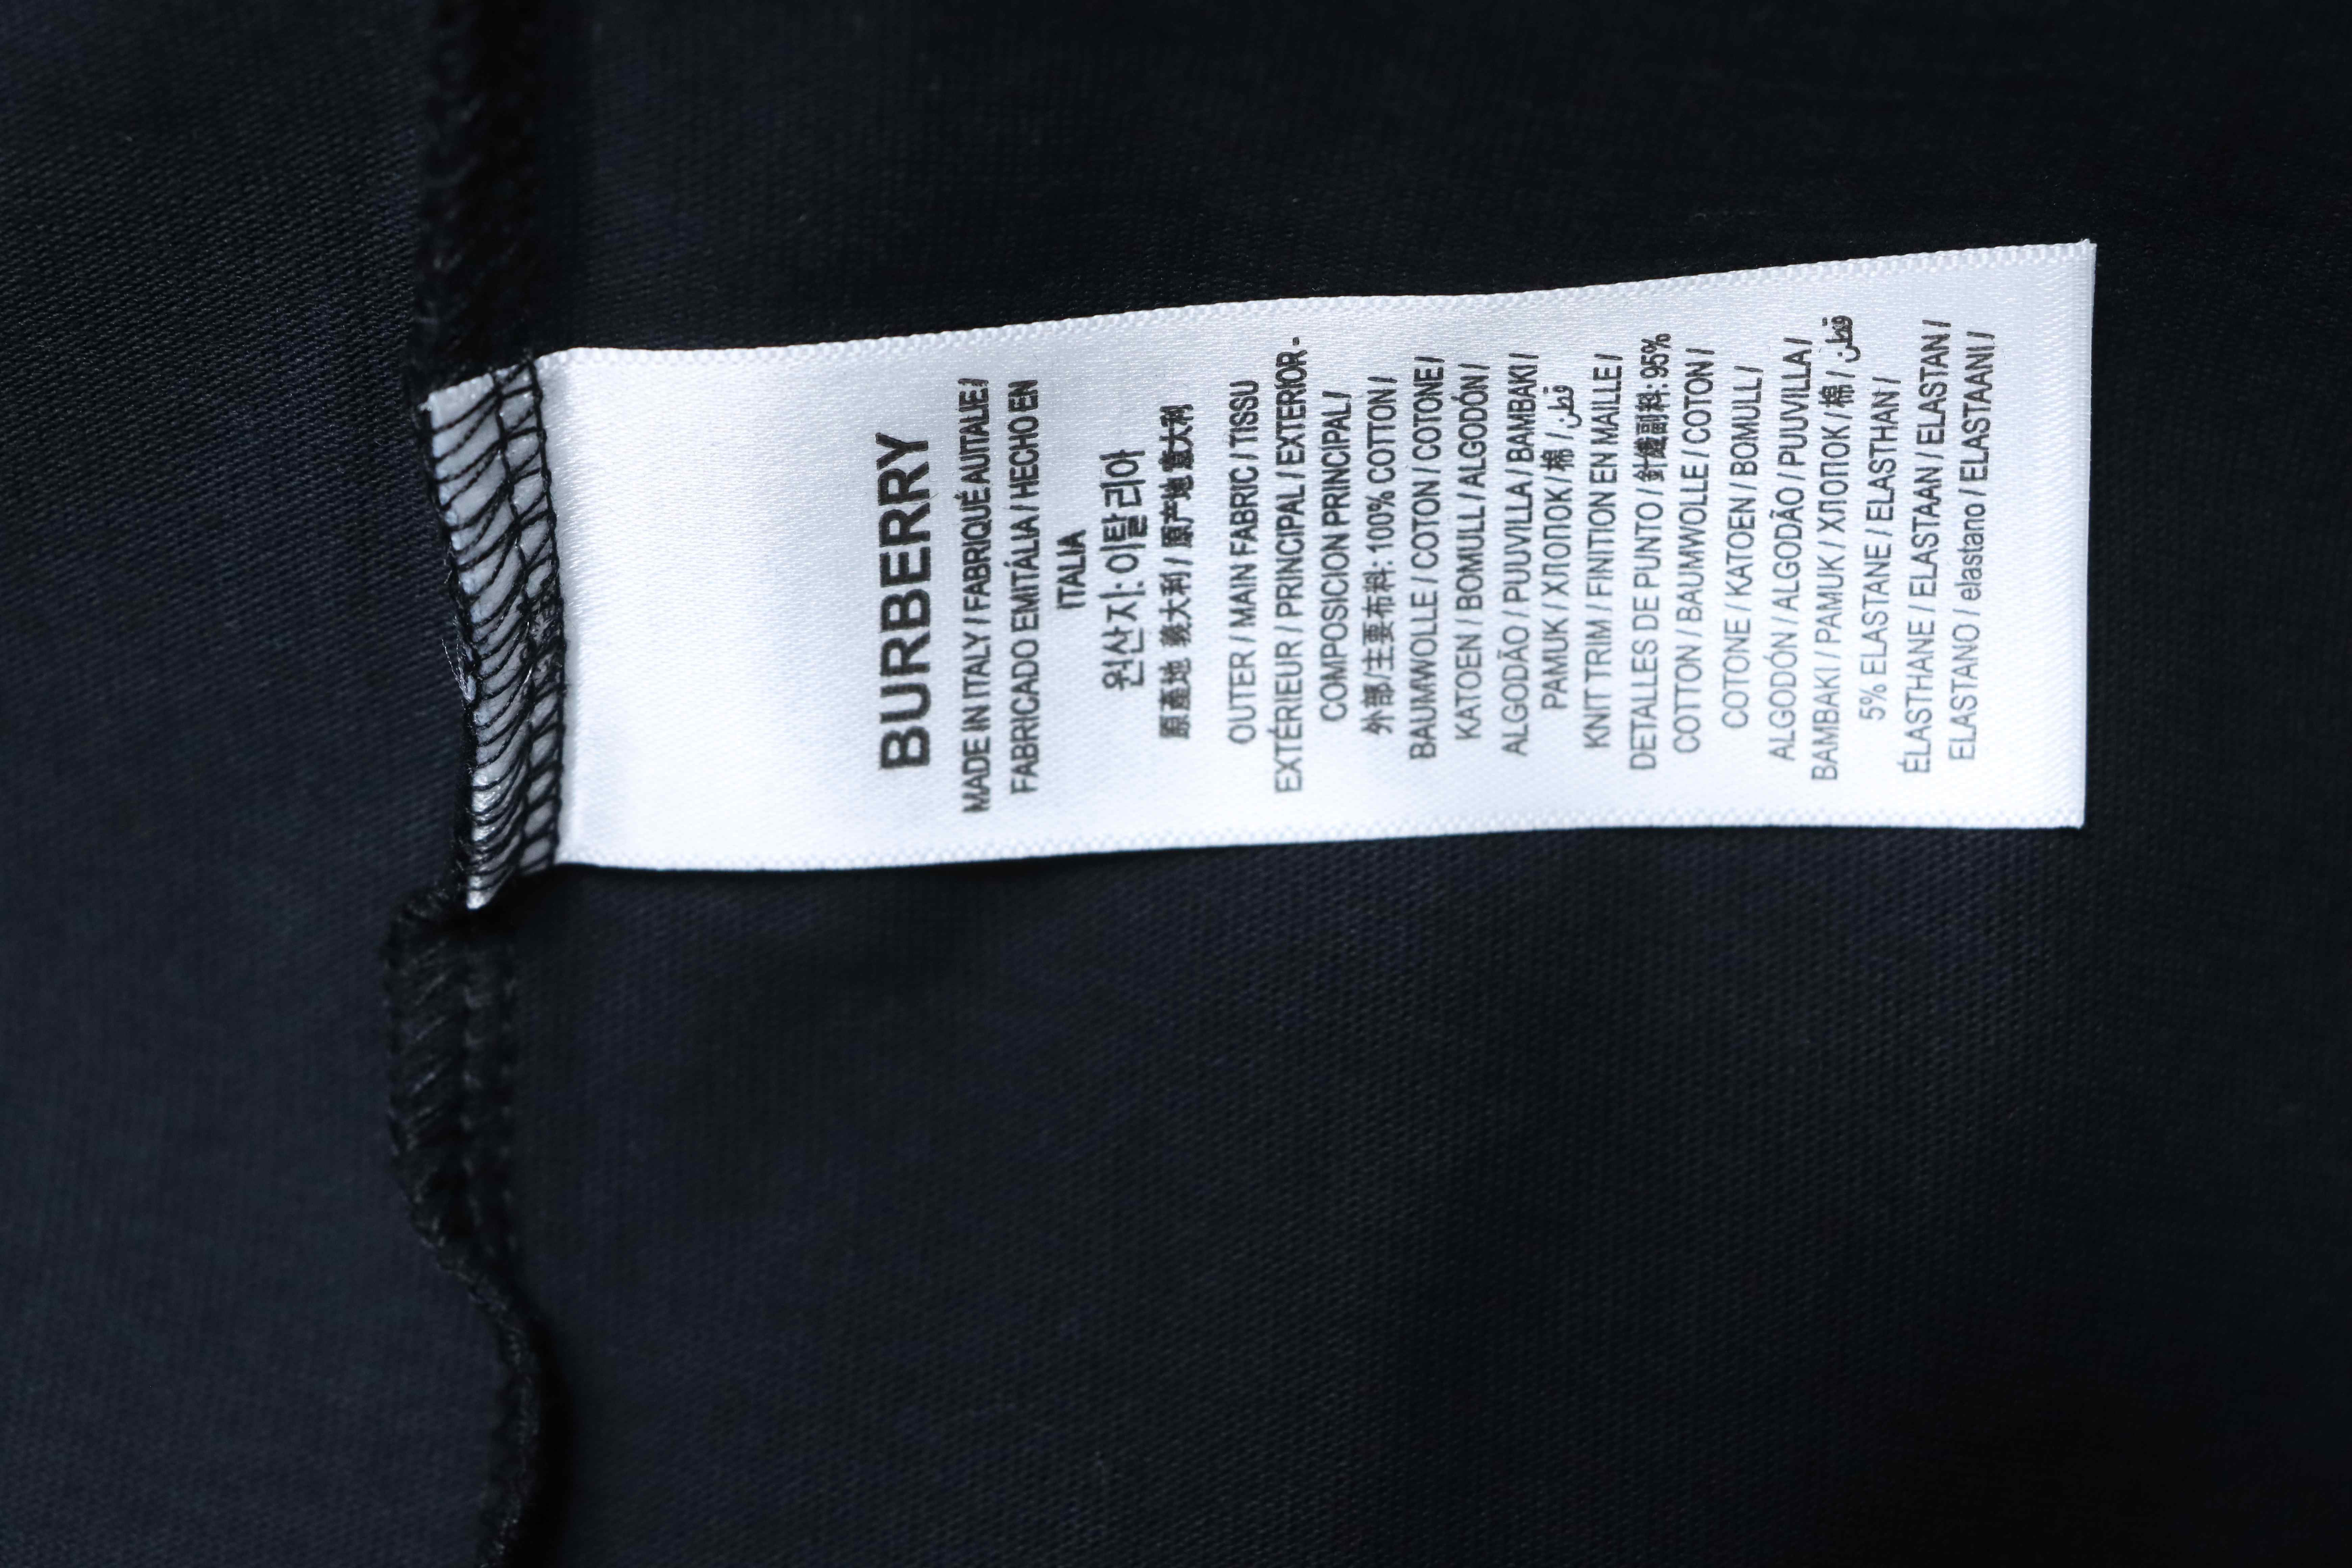 BURBERRY
MADE IN ITALY / FABRIQUÉ AUITALIE/
FABRICADO EMITÁLIA / HECHO EN
ITALIA
원산지: 이탈리아
原產地 義大利 / 原产地 意大利
OUTER / MAIN FABRIC / TISSU
EXTÉRIEUR / PRINCIPAL / EXTERIOR -
COMPOSICION PRINCIPAL /
外部/主要布料: 100% COTTON /
BAUMWOLLE / COTON / COTONE /
KATOEN / BOMULL / ALGODÓN /
ALGODÃO / PUUVILLA / BAMBAKI
PAMUK / ХЛОПОК / 棉 / قطن
KNIT TRIM / FINITION EN MAILLE /
DETALLES DE PUNTO / 針織副料: 95%
COTTON / BAUMWOLLE / COTON /
COTONE / KATOEN / BOMULL /
ALGODÓN / ALGODÃO / PUUVILLA /
BAMBAKI / PAMUK / ХЛОПОК / 棉 / قطن
5% ELASTANE / ELASTHAN /
ÉLASTHANE / ELASTAAN / ELASTAN /
ELASTANO / elastano / ELASTAANI /